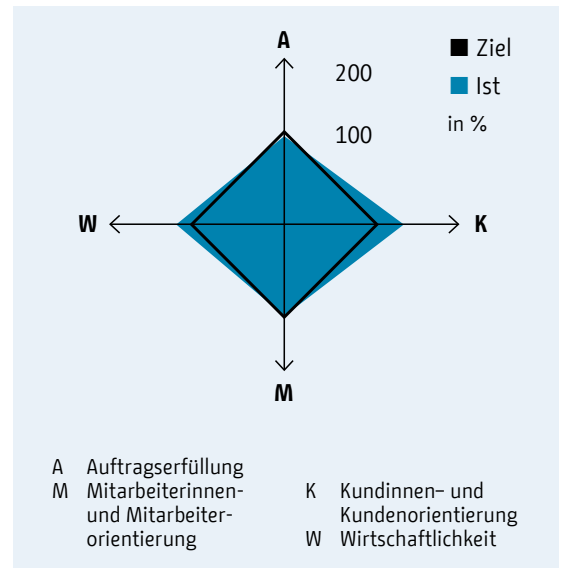 A
200
100
Ziel
Ist
in %
W
K
M
A Auftragserfüllung
M Mitarbeiterinnen-
und Mitarbeiter-
orientierung
K Kundinnen– und
Kundenorientierung
W Wirtschaftlichkeit